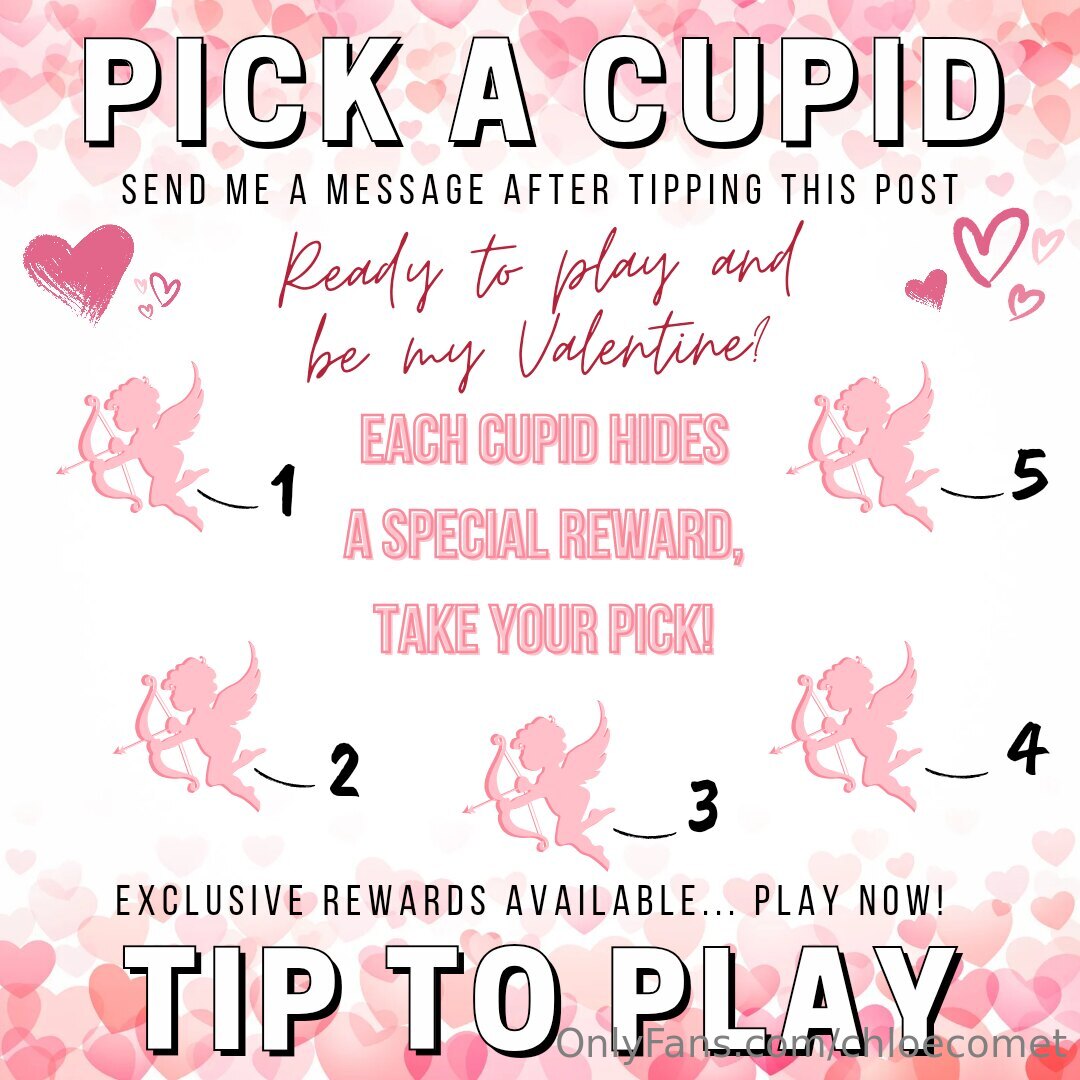 PICK A CUPID
SEND ME A MESSAGE AFTER TIPPING THIS POST
Ready to play and
be my Valentine?
EACH CUPID HIDES
A SPECIAL REWARD,
TAKE YOUR PICK!
1
5
2
3
4
EXCLUSIVE REWARDS AVAILABLE... PLAY NOW!
TIP TO PLAY
OnlyFans.com/chloecomet